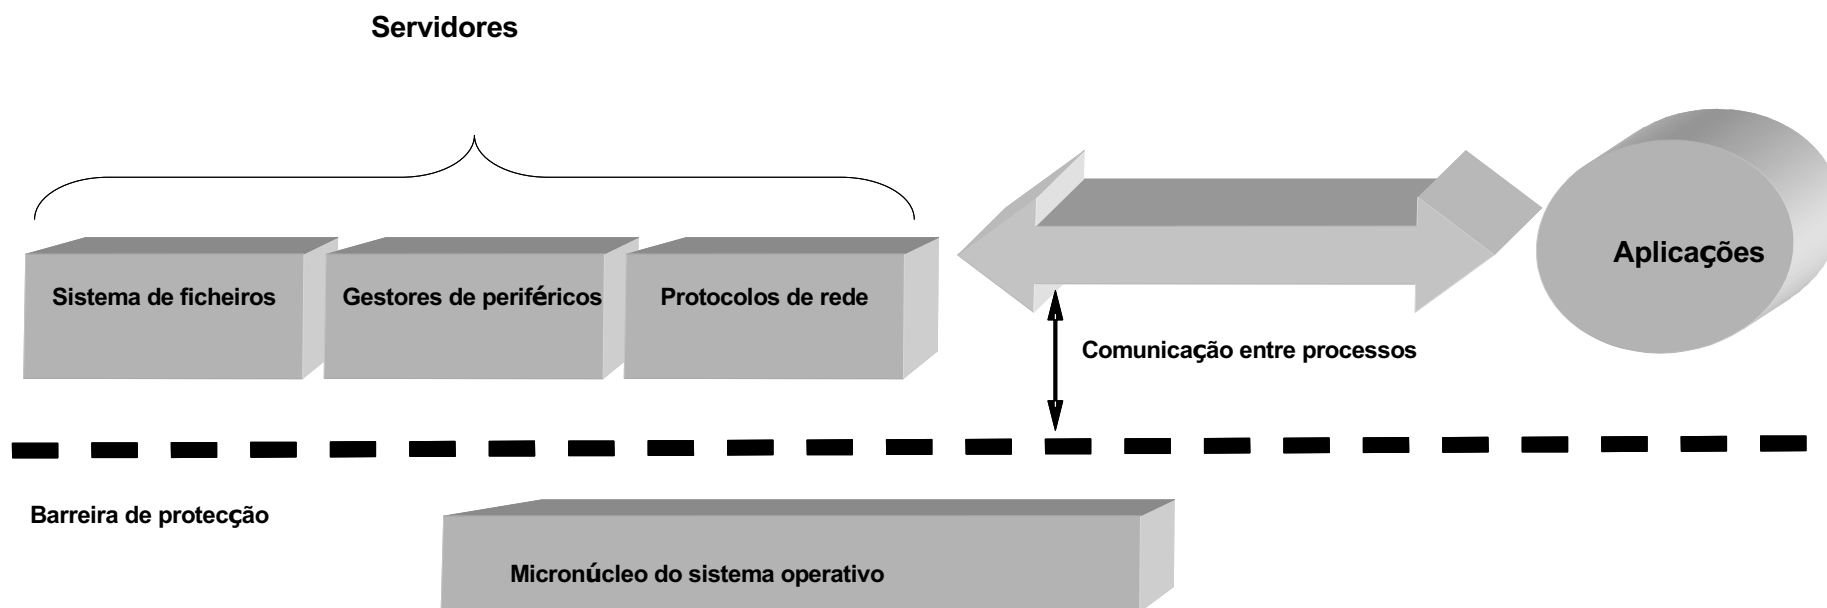 Servidores
Aplicações
Sistema de ficheiros
Gestores de periféricos
Protocolos de rede
Comunicação entre processos
Barreira de protecção
Micronúcleo do sistema operativo